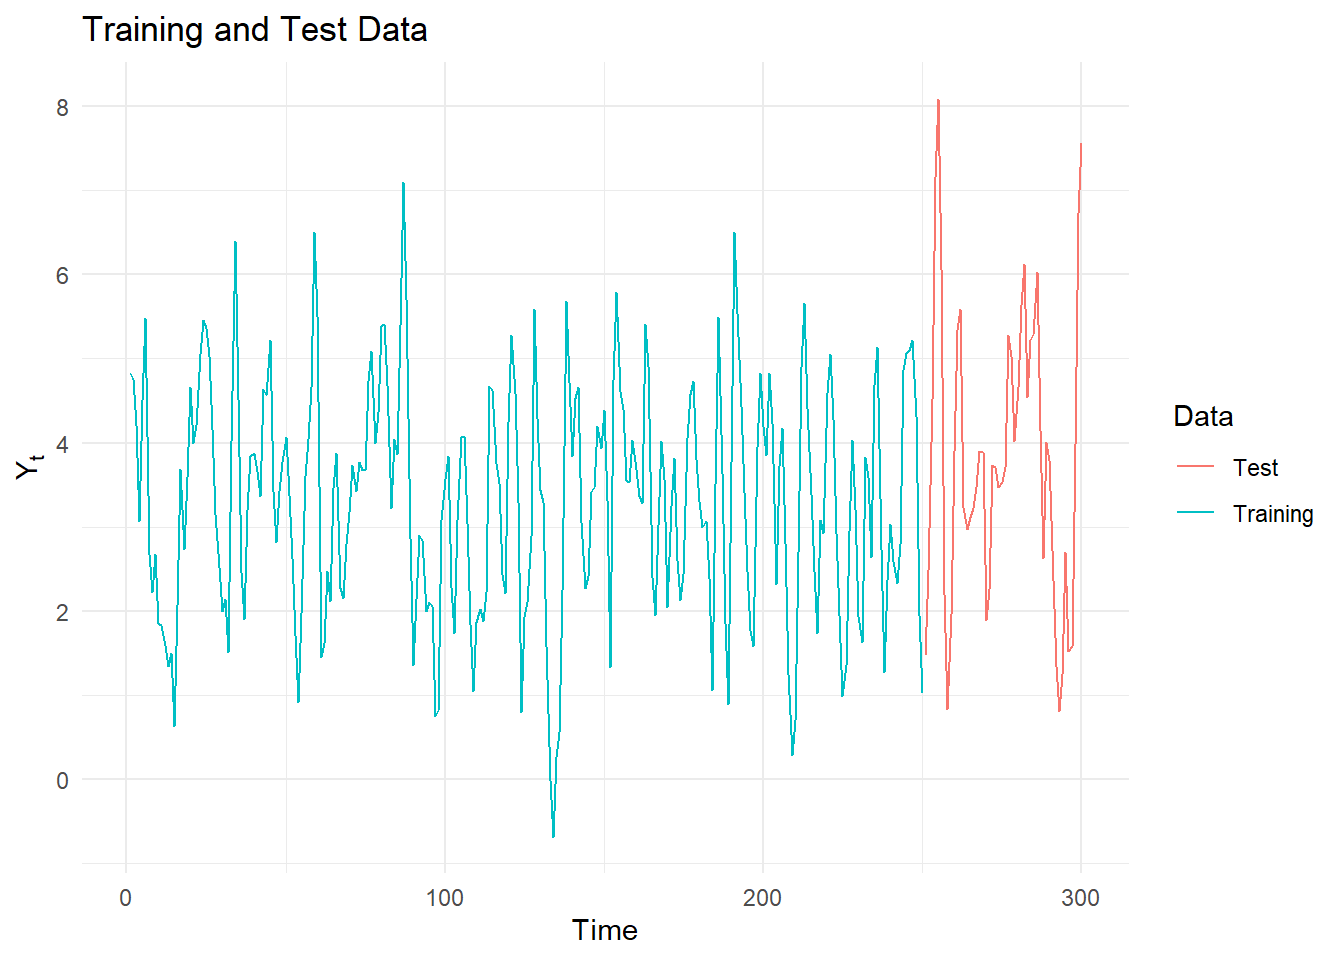 Training and Test Data
8
6
4
2
0
Yt
0 100 200 300
Time
Data
Test
Training